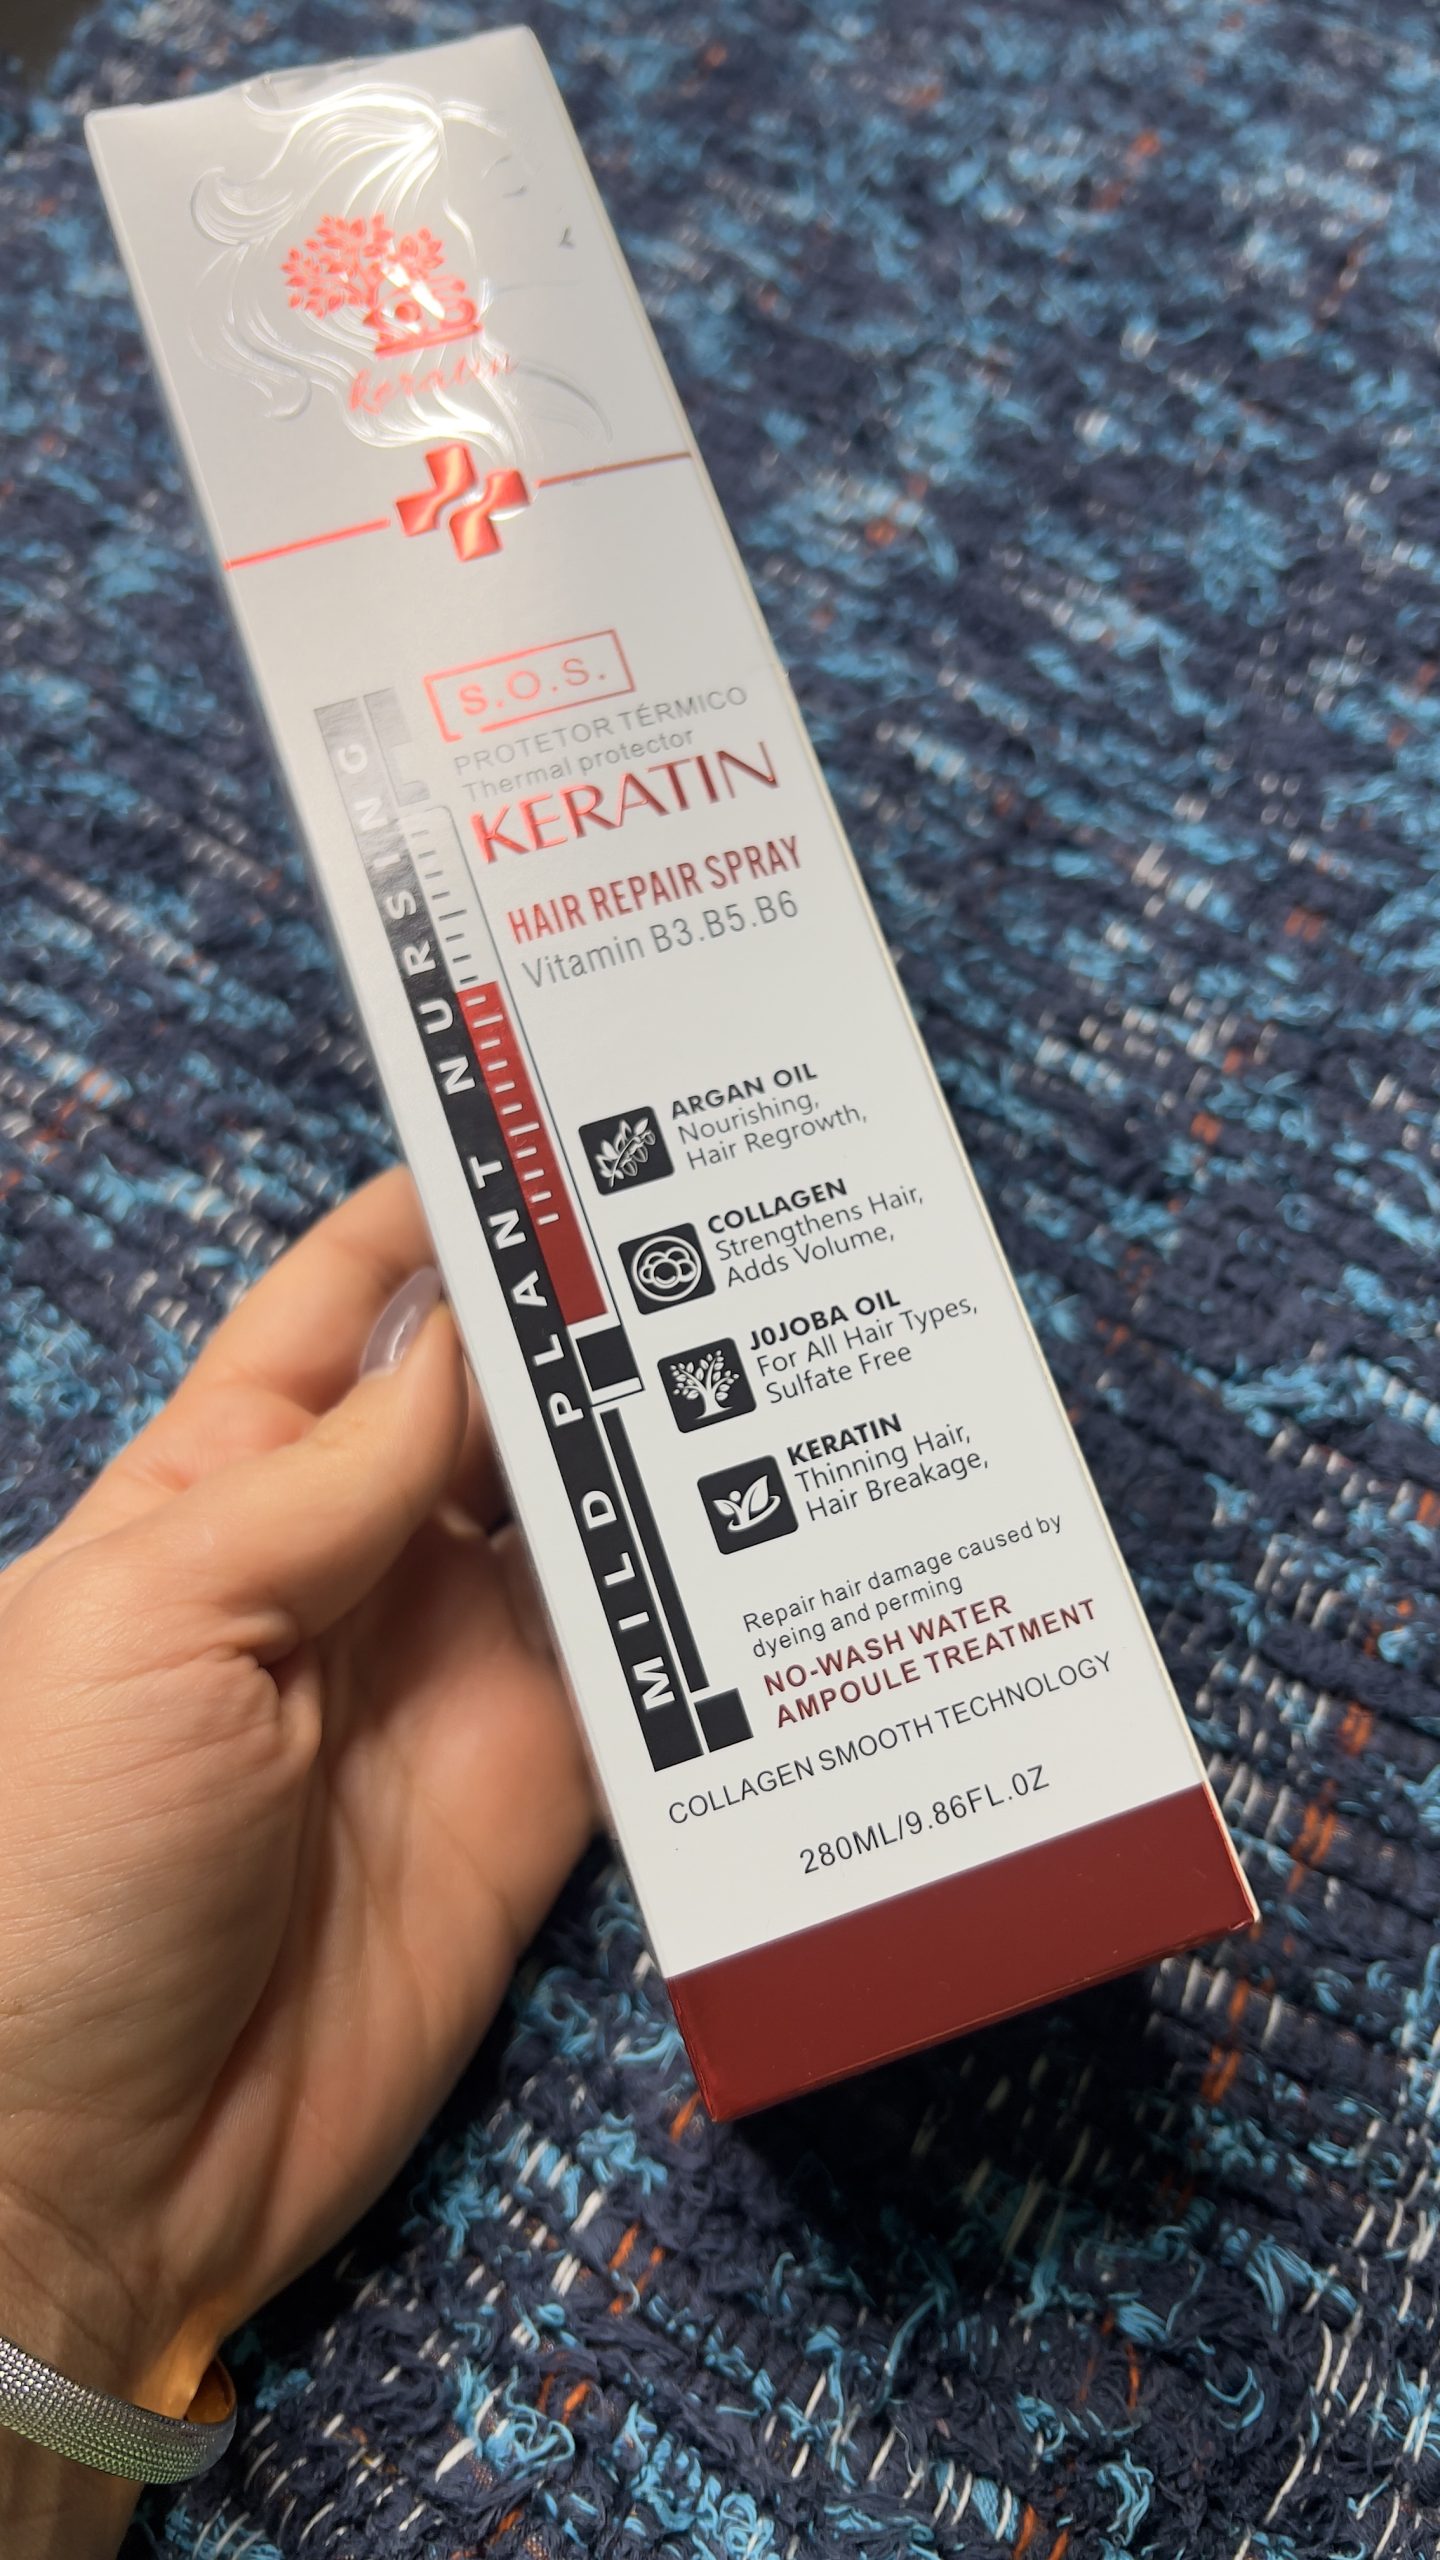 keratin
S.O.S.
PROTETOR TÉRMICO
Thermal protector
KERATIN
HAIR REPAIR SPRAY
Vitamin B3.B5.B6
MILD PLANT NURSING
ARGAN OIL
Nourishing,
Hair Regrowth,
COLLAGEN
Strengthens Hair,
Adds Volume,
J0JOBA OIL
For All Hair Types,
Sulfate Free
KERATIN
Thinning Hair,
Hair Breakage,
Repair hair damage caused by
dyeing and perming
NO-WASH WATER
AMPOULE TREATMENT
COLLAGEN SMOOTH TECHNOLOGY
280ML/9.86FL.0Z